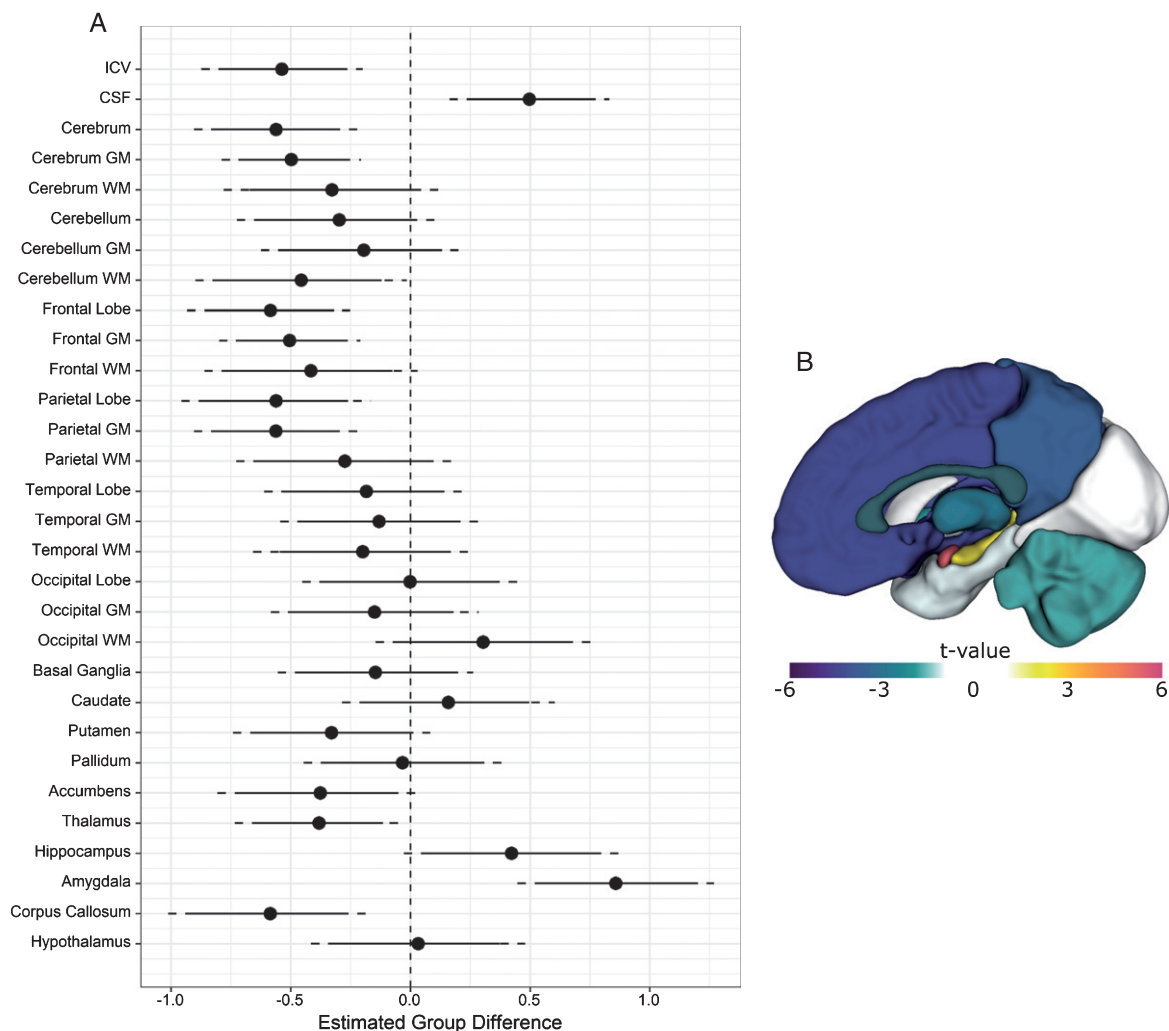 A
ICV
CSF
Cerebrum
Cerebrum GM
Cerebrum WM
Cerebellum
Cerebellum GM
Cerebellum WM
Frontal Lobe
Frontal GM
Frontal WM
Parietal Lobe
Parietal GM
Parietal WM
Temporal Lobe
Temporal GM
Temporal WM
Occipital Lobe
Occipital GM
Occipital WM
Basal Ganglia
Caudate
Putamen
Pallidum
Accumbens
Thalamus
Hippocampus
Amygdala
Corpus Callosum
Hypothalamus
-1.0 -0.5 0.0 0.5 1.0
Estimated Group Difference
B
t-value
-6 -3 0 3 6